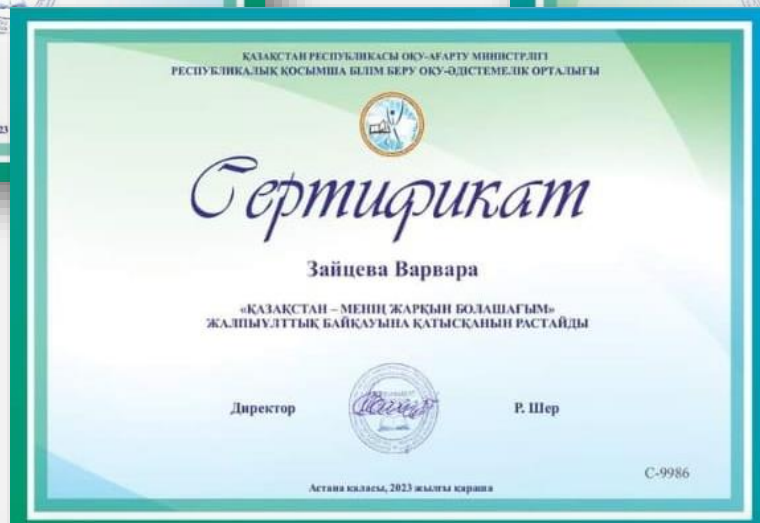 ҚАЗАҚСТАН РЕСПУБЛИКАСЫ ОҚУ-АҒАРТУ МИНИСТРЛІГІ
РЕСПУБЛИКАЛЫҚ ҚОСЫМША БІЛІМ БЕРУ ОҚУ-ӘДІСТЕМЕЛІК ОРТАЛЫҒЫ
Сертификат
Зайцева Варвара
«ҚАЗАҚСТАН – МЕНІҢ ЖАРҚЫН БОЛАШАҒЫМ»
ЖАЛПЫҰЛТТЫҚ БАЙҚАУЫНА ҚАТЫСҚАНЫН РАСТАЙДЫ
Директор
Р. Шер
С-9986
Астана қаласы, 2023 жылғы қараша
23